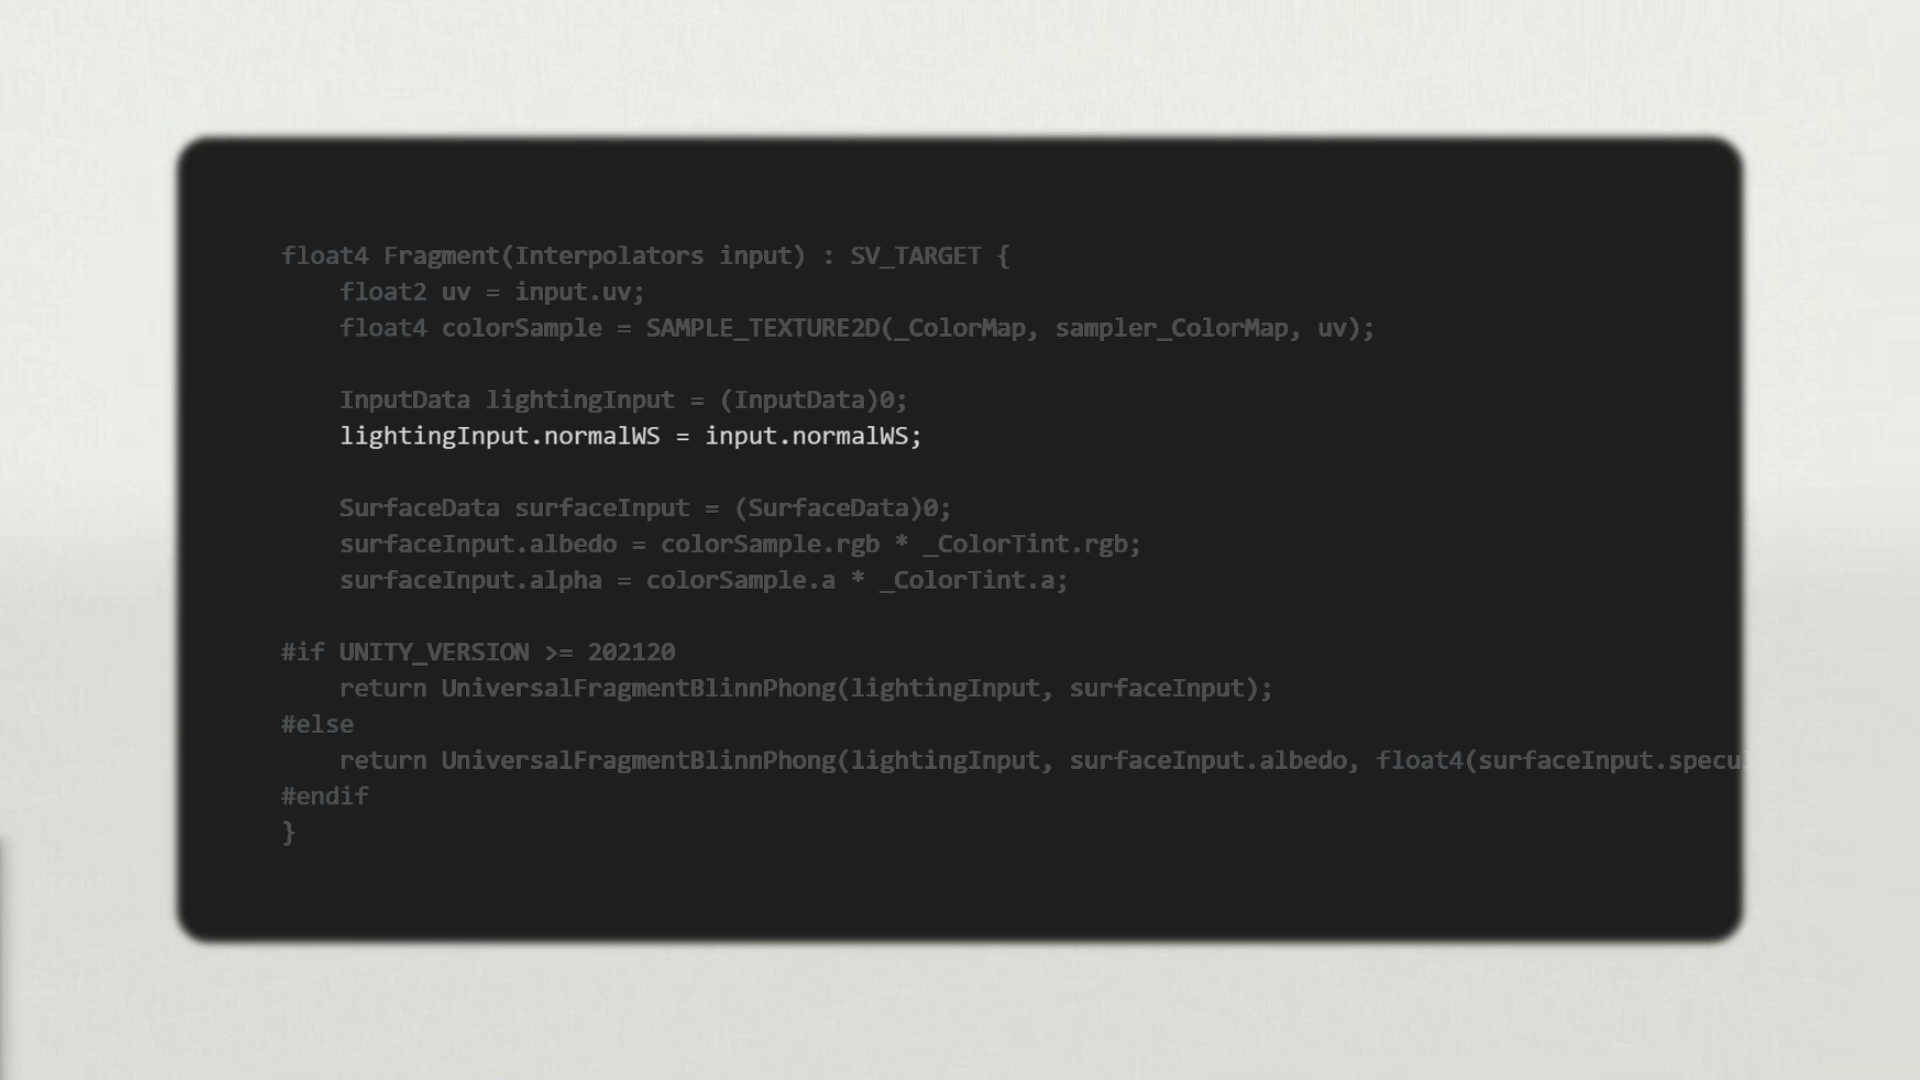 float4 Fragment(Interpolators input) : SV_TARGET {
    float2 uv = input.uv;
    float4 colorSample = SAMPLE_TEXTURE2D(_ColorMap, sampler_ColorMap, uv);

    InputData lightingInput = (InputData)0;
    lightingInput.normalWS = input.normalWS;

    SurfaceData surfaceInput = (SurfaceData)0;
    surfaceInput.albedo = colorSample.rgb * _ColorTint.rgb;
    surfaceInput.alpha = colorSample.a * _ColorTint.a;

#if UNITY_VERSION >= 202120
    return UniversalFragmentBlinnPhong(lightingInput, surfaceInput);
#else
    return UniversalFragmentBlinnPhong(lightingInput, surfaceInput.albedo, float4(surfaceInput.specul
#endif
}